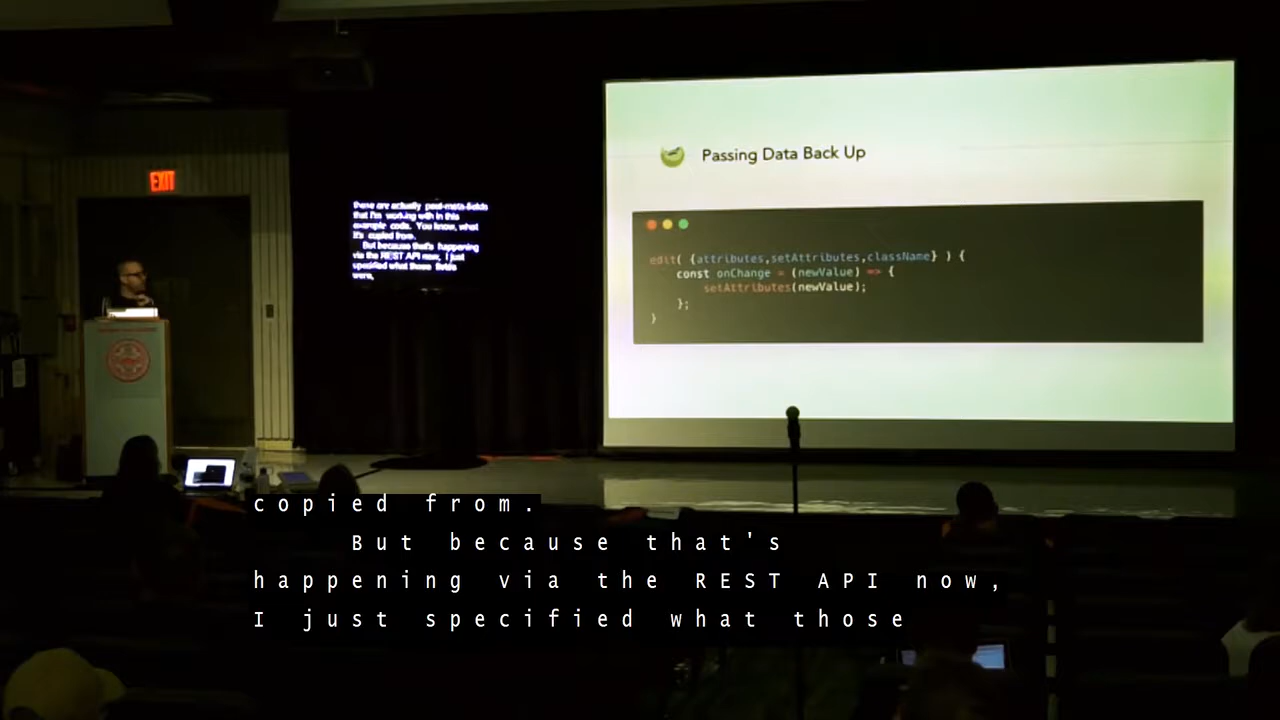 EXIT
these are actually post-meta-fields
that I'm working with in this
example code. You know, what
it's copied from.
But because that's happening
via the REST API now, I just
specified what those fields
were,
Passing Data Back Up
edit( {attributes,setAttributes,className} ) {
const onChange = (newValue) => {
setAttributes(newValue);
};
}
copied from.
But because that's
happening via the REST API now,
I just specified what those